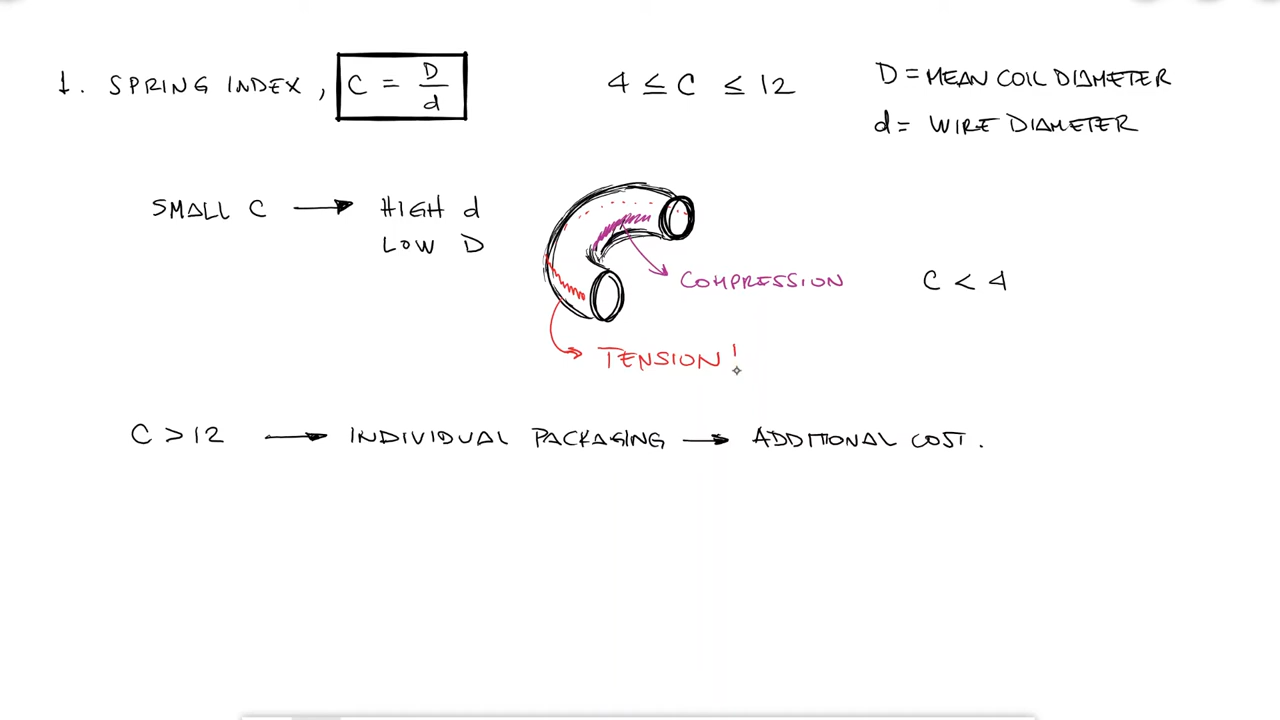 1. SPRING INDEX, C = D/d
4 ≤ C ≤ 12
D = MEAN COIL DIAMETER
d = WIRE DIAMETER
SMALL C → HIGH d
LOW D
COMPRESSION
C < 4
TENSION!
C > 12 → INDIVIDUAL PACKAGING → ADDITIONAL COST.